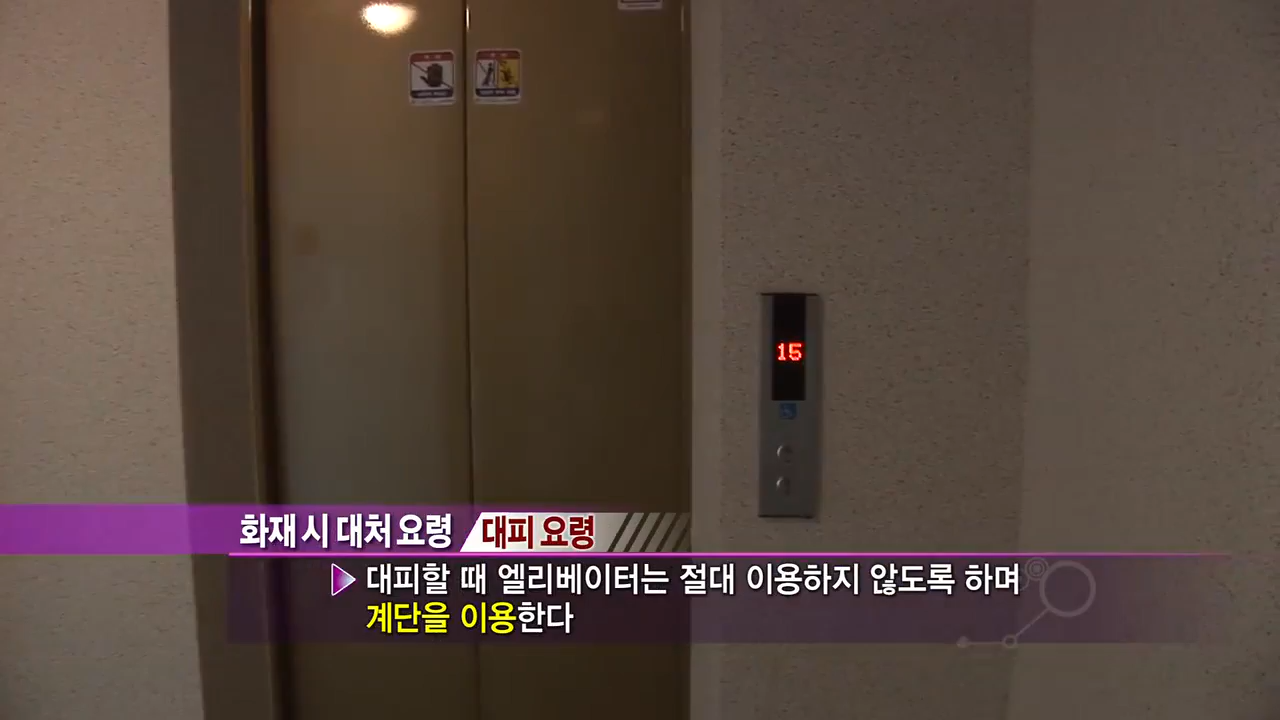 15
화재 시 대처 요령 대피 요령
대피할 때 엘리베이터는 절대 이용하지 않도록 하며
계단을 이용한다